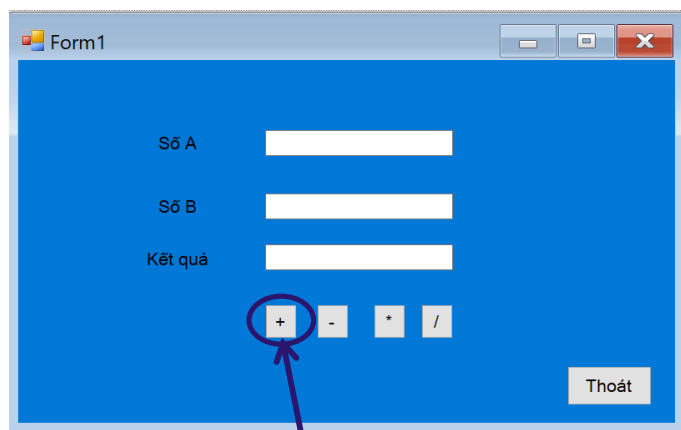 Form1
Số A
Số B
Kết quả
+ - * /
Thoát